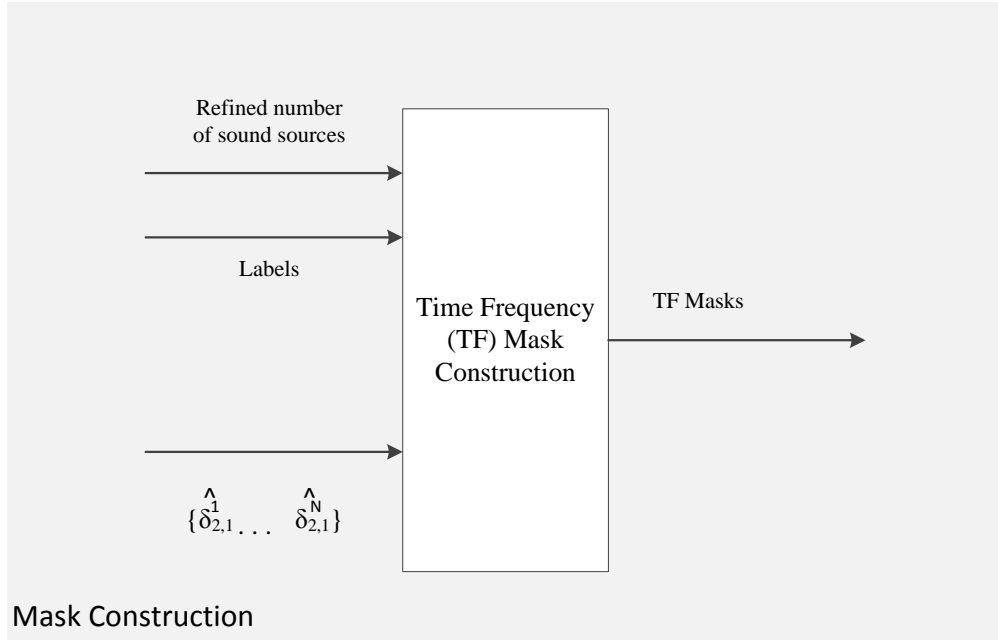 Refined number
of sound sources
Labels
Time Frequency
(TF) Mask
Construction
TF Masks
{δ̂¹₂,₁ . . . δ̂ᴺ₂,₁}
Mask Construction